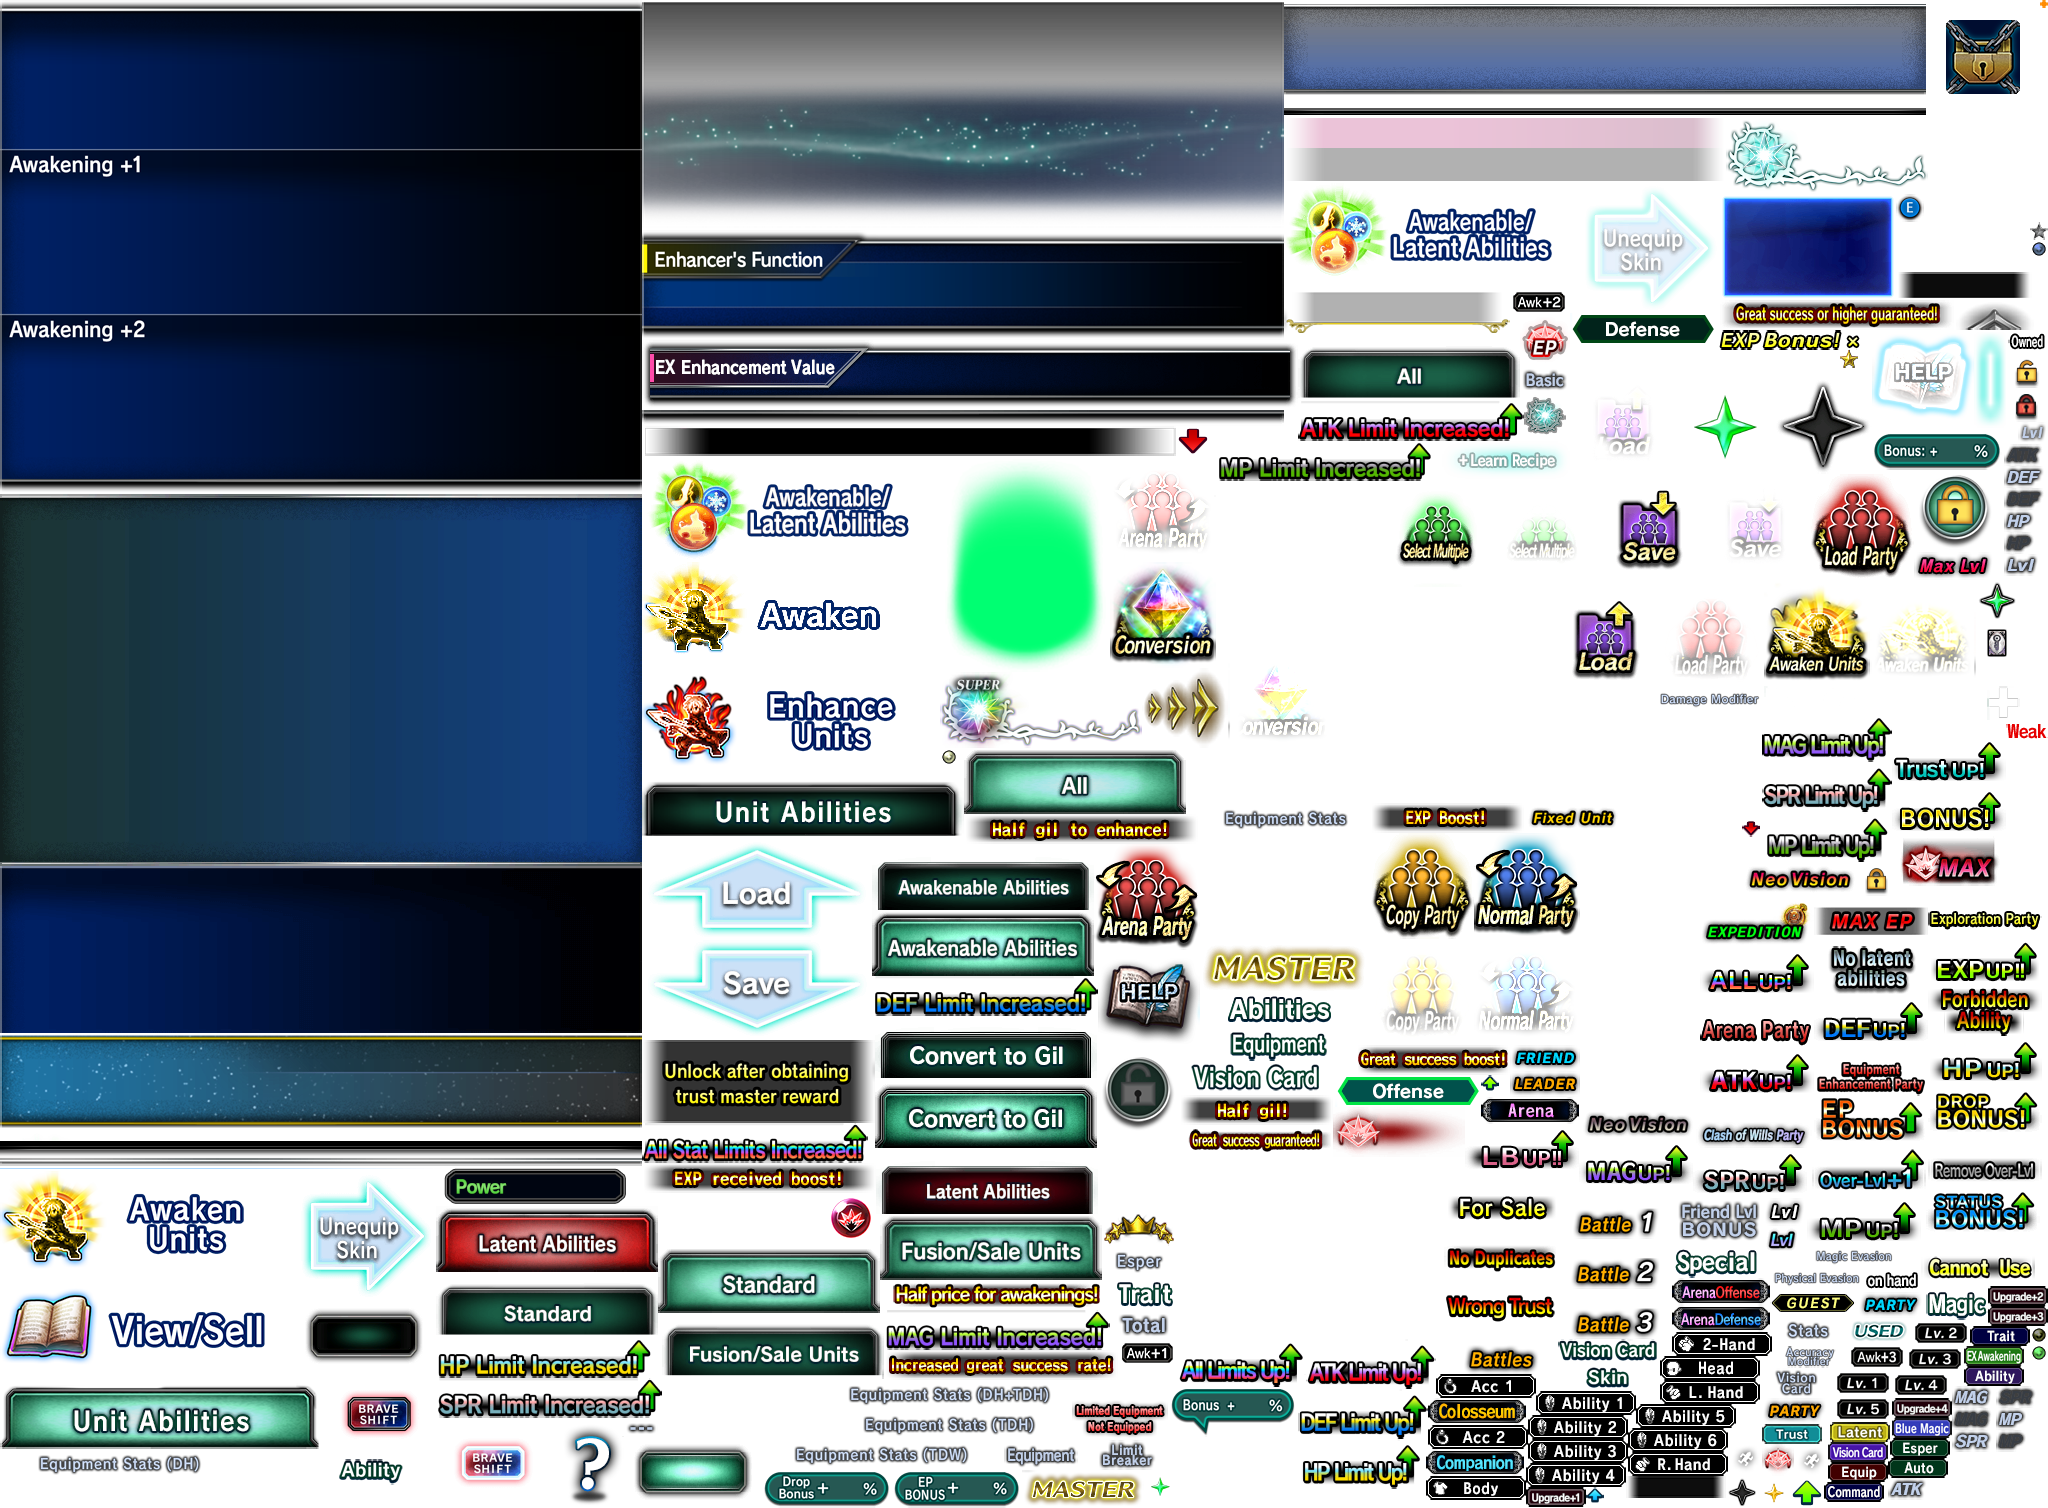 Awakening +1
Awakening +2
Enhancer's Function
EX Enhancement Value
Awakenable/
Latent Abilities
Unequip
Skin
E
Awk+2
Defense
Great success or higher guaranteed!
EXP Bonus! ×
EP
Basic
All
HELP
Owned
ATK Limit Increased!
MP Limit Increased!
+Learn Recipe
Load
Bonus: + %
Lvl
ATK
DEF
DEF
HP
HP
Lvl
Awakenable/
Latent Abilities
Arena Party
Select Multiple
Select Multiple
Save
Save
Load Party
Max Lvl
Awaken
Conversion
Load
Load Party
Awaken Units
Awaken Units
Damage Modifier
Enhance
Units
SUPER
Conversion
Weak
MAG Limit Up!
Trust UP!
SPR Limit Up!
BONUS!
MP Limit Up!
MAX
Neo Vision
Unit Abilities
All
Half gil to enhance!
Equipment Stats
EXP Boost!
Fixed Unit
Load
Save
Awakenable Abilities
Awakenable Abilities
DEF Limit Increased!
Arena Party
HELP
Copy Party
Normal Party
Copy Party
Normal Party
MASTER
Abilities
Equipment
Vision Card
Half gil!
Great success guaranteed!
EXPEDITION
MAX EP
Exploration Party
ALL UP!
No latent
abilities
EXP UP!!
Forbidden
Ability
Arena Party
DEF UP!
ATK UP!
Equipment
Enhancement Party
HP UP!
EP
BONUS
DROP
BONUS!
Great success boost!
FRIEND
LEADER
Offense
Arena
Neo Vision
Clash of Wills Party
LB UP!!
MAG UP!
SPR UP!
Over-Lvl+1
Remove Over-Lvl
STATUS
BONUS!
MP UP!
Unlock after obtaining
trust master reward
Convert to Gil
Convert to Gil
All Stat Limits Increased!
EXP received boost!
Latent Abilities
Fusion/Sale Units
Half price for awakenings!
MAG Limit Increased!
Increased great success rate!
Esper
Trait
Total
Awk+1
Awaken
Units
Unequip
Skin
Power
Latent Abilities
Standard
Standard
Fusion/Sale Units
View/Sell
HP Limit Increased!
SPR Limit Increased!
---
Unit Abilities
Equipment Stats (DH)
BRAVE
SHIFT
BRAVE
SHIFT
Ability
?
Equipment Stats (DH+TDH)
Equipment Stats (TDH)
Equipment Stats (TDW)
Equipment
Limited Equipment
Not Equipped
Limit
Breaker
Drop
Bonus + %
EP
BONUS + %
MASTER
All Limits Up!
Bonus + %
ATK Limit Up!
DEF Limit Up!
HP Limit Up!
For Sale
No Duplicates
Wrong Trust
Battle 1
Battle 2
Battle 3
Battles
Friend Lvl
BONUS
Lvl
Lvl
Special
Magic Evasion
Physical Evasion
on hand
Cannot Use
Arena Offense
Arena Defense
GUEST
PARTY
Magic
Upgrade+2
Upgrade+3
Stats
USED
Lv. 2
Trait
Vision Card
Skin
2-Hand
Head
L. Hand
Accuracy
Modifier
Awk+3
Lv. 3
EX Awakening
Ability
Vision
Card
Lv. 1
Lv. 4
MAG
SPR
PARTY
Lv. 5
Upgrade+4
MAG
MP
Trust
Latent
Blue Magic
SPR
MP
Vision Card
Esper
Equip
Auto
Command
ATK
Acc 1
Colosseum
Acc 2
Companion
Body
Ability 1
Ability 2
Ability 3
Ability 4
Upgrade+1
Ability 5
Ability 6
R. Hand